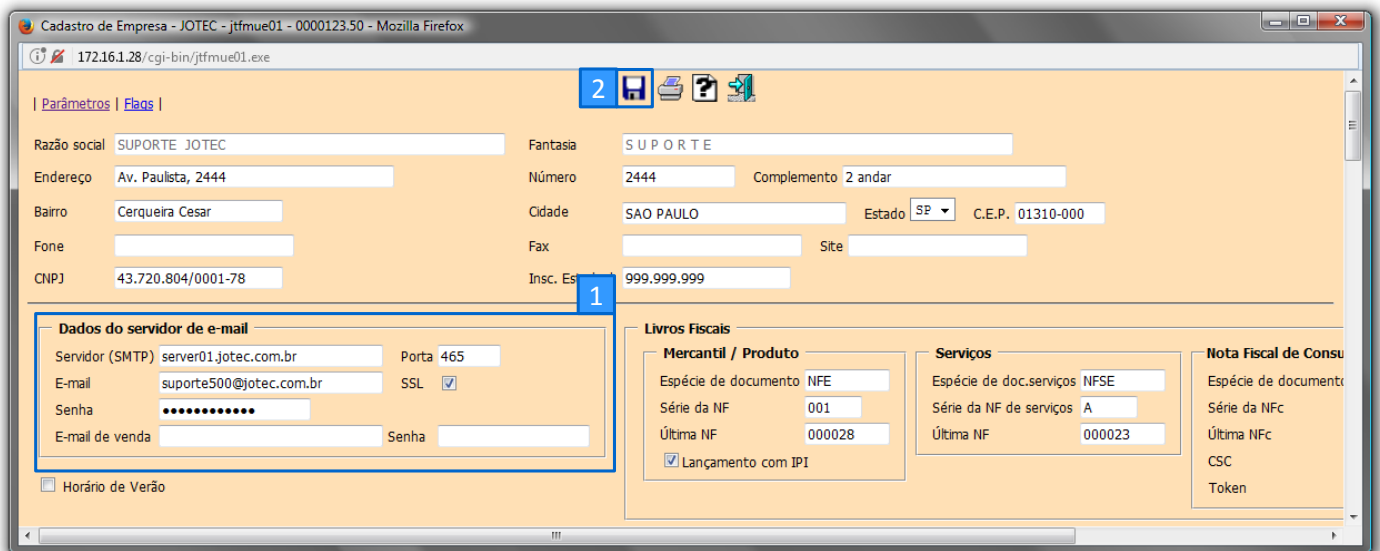 Cadastro de Empresa - JOTEC - jtfmue01 - 0000123.50 - Mozilla Firefox
172.16.1.28/cgi-bin/jtfmue01.exe
| Parâmetros | Flags |
2
Razão social SUPORTE JOTEC Fantasia S U P O R T E
Endereço Av. Paulista, 2444 Número 2444 Complemento 2 andar
Bairro Cerqueira Cesar Cidade SAO PAULO Estado SP C.E.P. 01310-000
Fone Fax Site
CNPJ 43.720.804/0001-78 Insc. 999.999.999
1
Dados do servidor de e-mail
Servidor (SMTP) server01.jotec.com.br Porta 465
E-mail suporte500@jotec.com.br SSL
Senha ••••••••••••
E-mail de venda Senha
Horário de Verão
Livros Fiscais
Mercantil / Produto
Espécie de documento NFE
Série da NF 001
Última NF 000028
Lançamento com IPI
Serviços
Espécie de doc.serviços NFSE
Série da NF de serviços A
Última NF 000023
Nota Fiscal de Consu
Espécie de documento
Série da NFc
Última NFc
CSC
Token